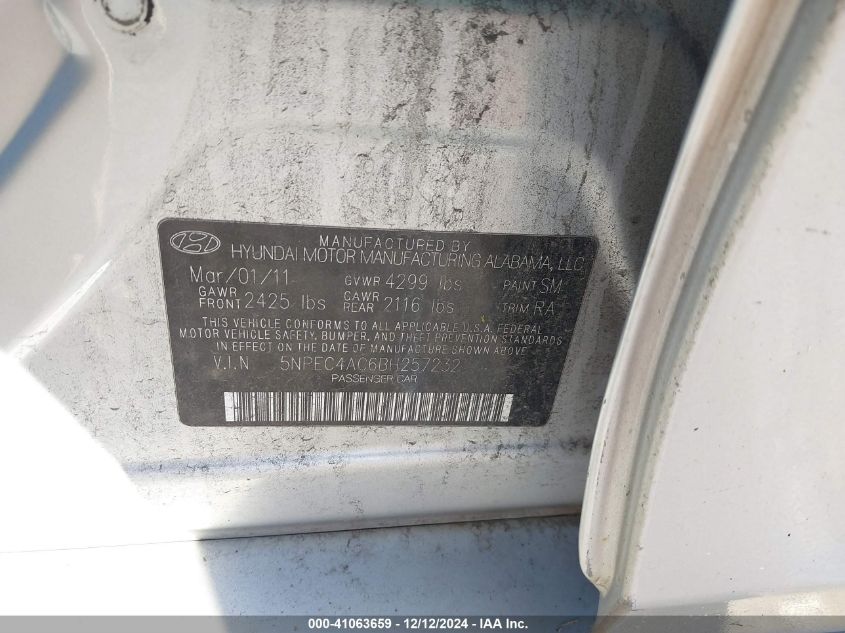 MANUFACTURED BY
HYUNDAI MOTOR MANUFACTURING ALABAMA, LLC
Mar/01/11 GVWR 4299 lbs PAINT SM
GAWR FRONT 2425 lbs GAWR REAR 2116 lbs TRIM RA
THIS VEHICLE CONFORMS TO ALL APPLICABLE U.S.A. FEDERAL
MOTOR VEHICLE SAFETY, BUMPER, AND THEFT PREVENTION STANDARDS
IN EFFECT ON THE DATE OF MANUFACTURE SHOWN ABOVE
V.I.N 5NPEC4AC6BH257232
PASSENGER CAR
000-41063659 - 12/12/2024 - IAA Inc.